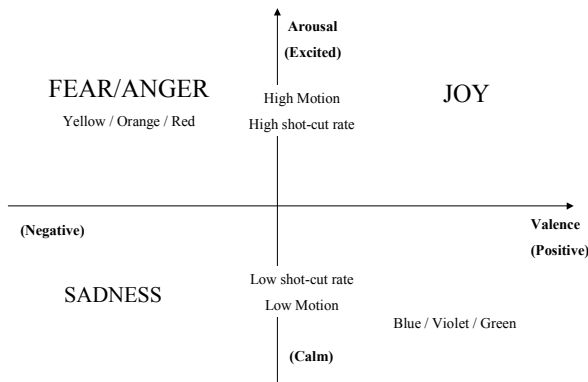 Arousal
(Excited)
FEAR/ANGER
JOY
High Motion
Yellow / Orange / Red
High shot-cut rate
(Negative)
Valence
(Positive)
Low shot-cut rate
SADNESS
Low Motion
Blue / Violet / Green
(Calm)